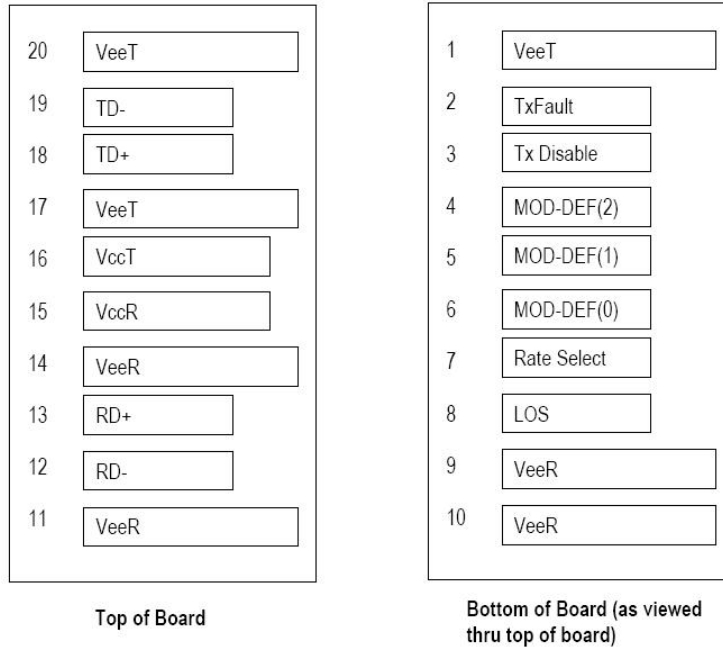 20 VeeT
19 TD-
18 TD+
17 VeeT
16 VccT
15 VccR
14 VeeR
13 RD+
12 RD-
11 VeeR
Top of Board
1 VeeT
2 TxFault
3 Tx Disable
4 MOD-DEF(2)
5 MOD-DEF(1)
6 MOD-DEF(0)
7 Rate Select
8 LOS
9 VeeR
10 VeeR
Bottom of Board (as viewed
thru top of board)